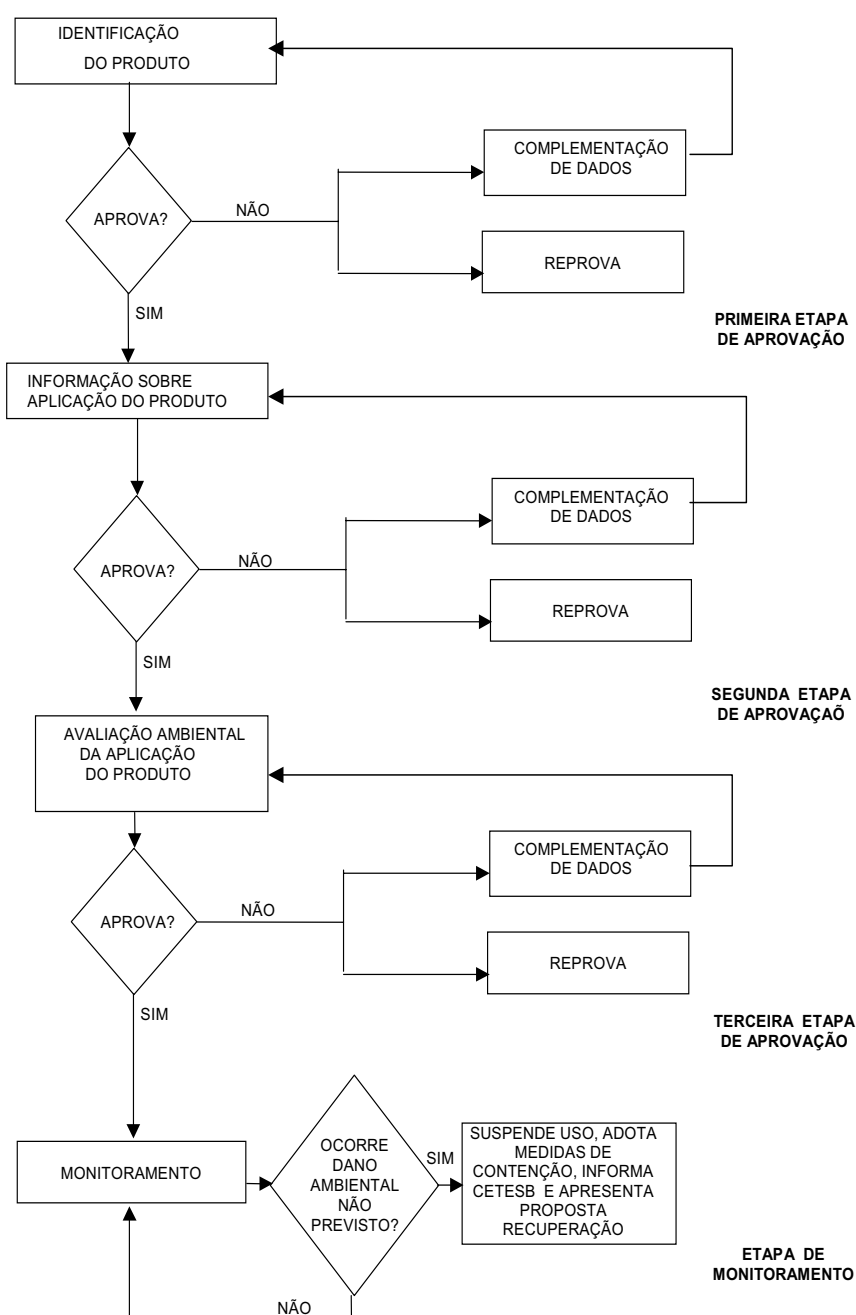 IDENTIFICAÇÃO
DO PRODUTO
COMPLEMENTAÇÃO
DE DADOS
APROVA?
NÃO
REPROVA
SIM
PRIMEIRA ETAPA
DE APROVAÇÃO
INFORMAÇÃO SOBRE
APLICAÇÃO DO PRODUTO
COMPLEMENTAÇÃO
DE DADOS
APROVA?
NÃO
REPROVA
SIM
SEGUNDA ETAPA
DE APROVAÇAÕ
AVALIAÇÃO AMBIENTAL
DA APLICAÇÃO
DO PRODUTO
COMPLEMENTAÇÃO
DE DADOS
APROVA?
NÃO
REPROVA
SIM
TERCEIRA ETAPA
DE APROVAÇÃO
MONITORAMENTO
OCORRE
DANO
AMBIENTAL
NÃO
PREVISTO?
SIM
SUSPENDE USO, ADOTA
MEDIDAS DE
CONTENÇÃO, INFORMA
CETESB E APRESENTA
PROPOSTA
RECUPERAÇÃO
ETAPA DE
MONITORAMENTO
NÃO